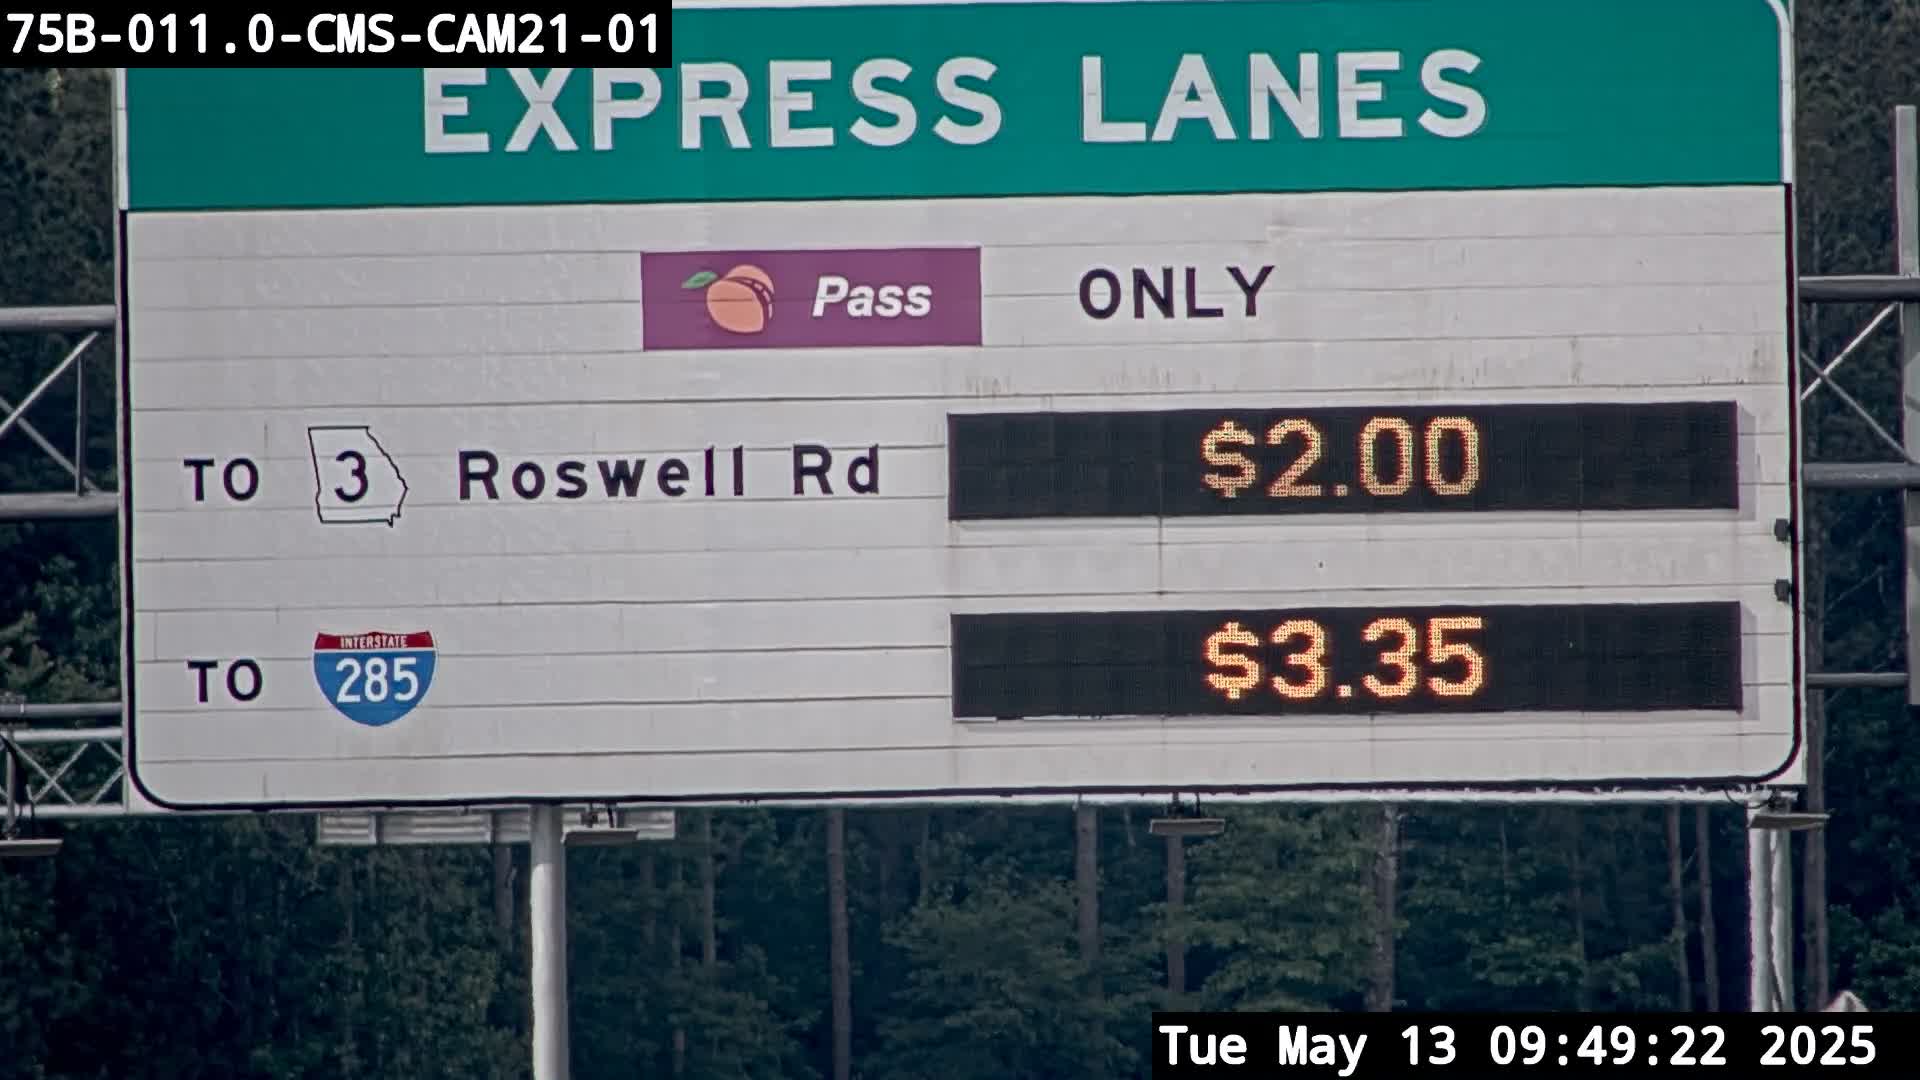 75B-011.0-CMS-CAM21-01
EXPRESS LANES
Pass ONLY
TO 3 Roswell Rd $2.00
INTERSTATE
TO 285 $3.35
Tue May 13 09:49:22 2025